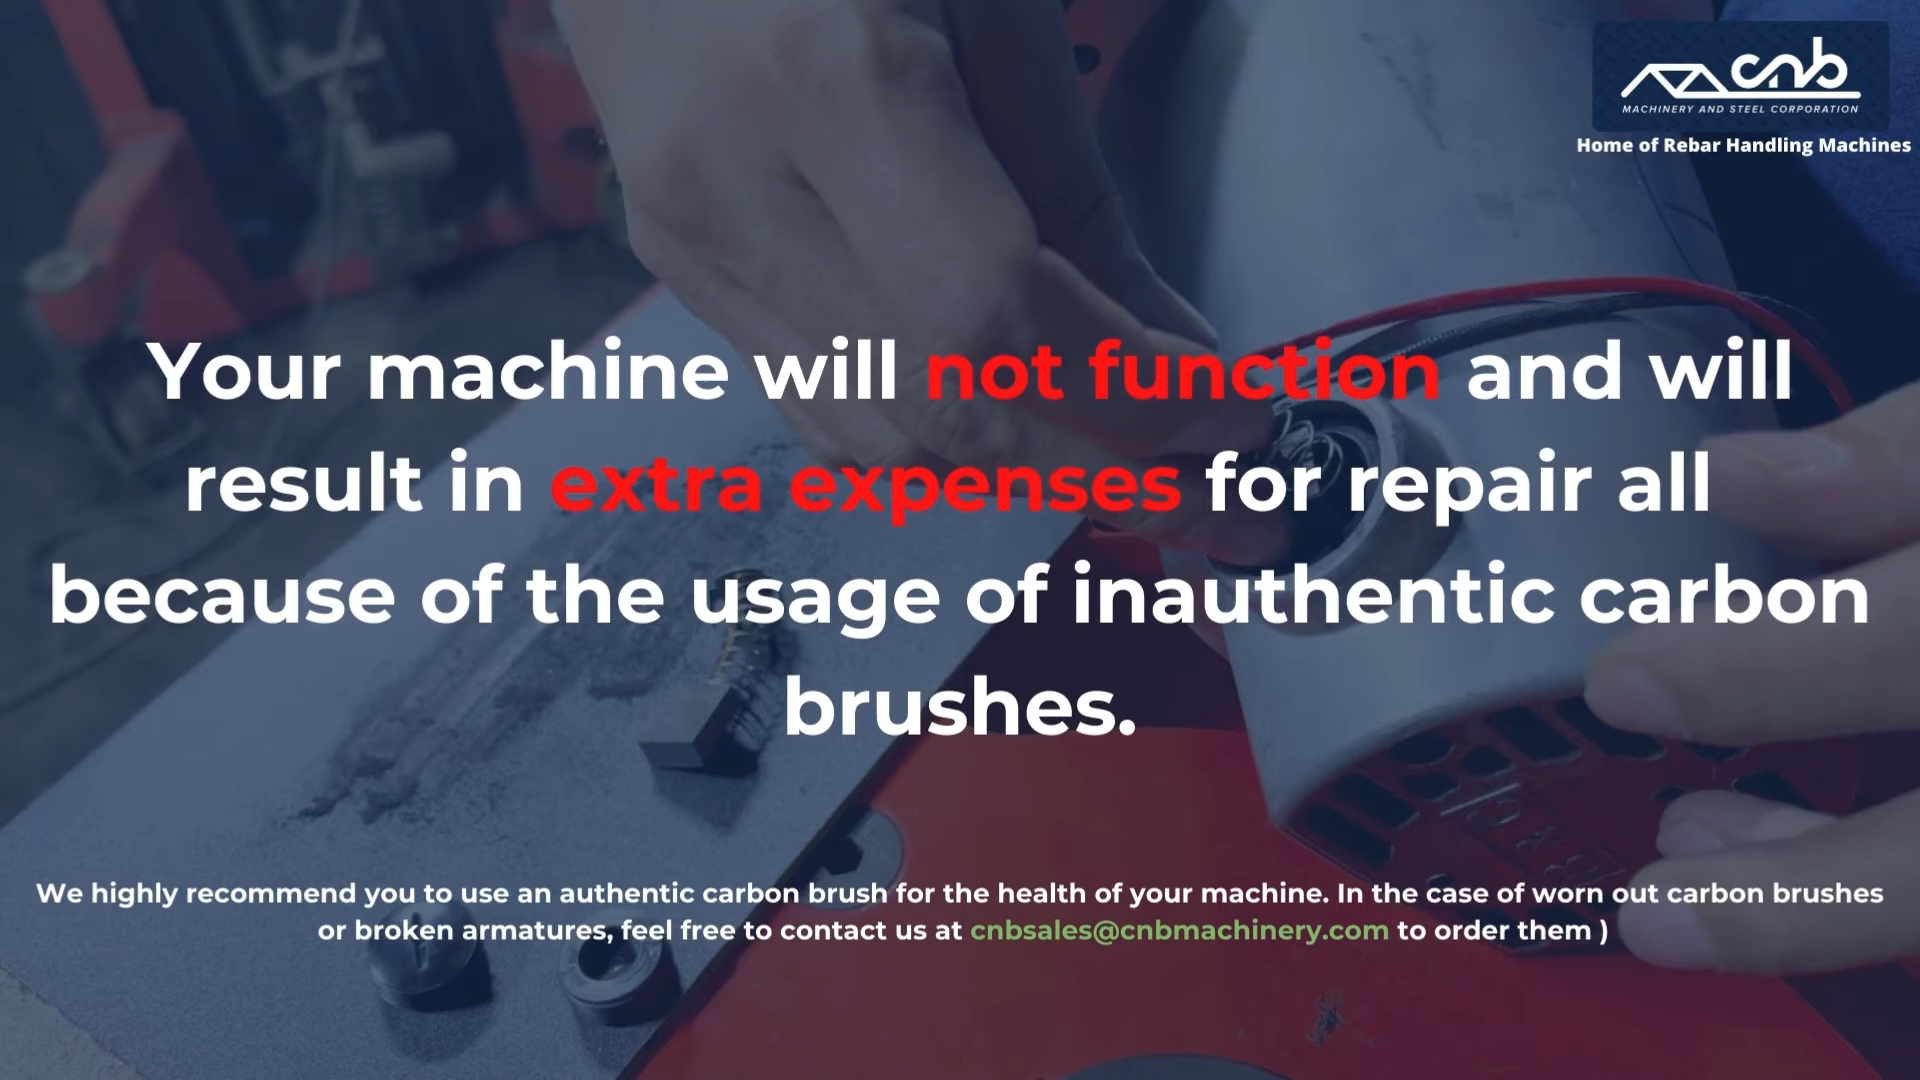 cnb
MACHINERY AND STEEL CORPORATION
Home of Rebar Handling Machines
Your machine will not function and will
result in extra expenses for repair all
because of the usage of inauthentic carbon
brushes.
We highly recommend you to use an authentic carbon brush for the health of your machine. In the case of worn out carbon brushes
or broken armatures, feel free to contact us at cnbsales@cnbmachinery.com to order them )